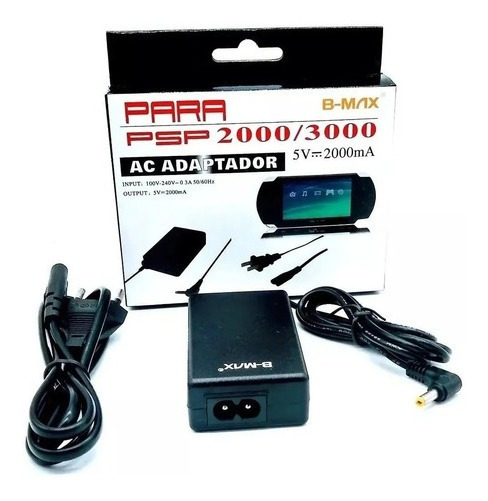 PARA
B-MAX
PSP 2000/3000
AC ADAPTADOR
5V⎓2000mA
INPUT: 100V-240V~0.3A 50/60Hz
OUTPUT: 5V⎓2000mA
B-MAX®